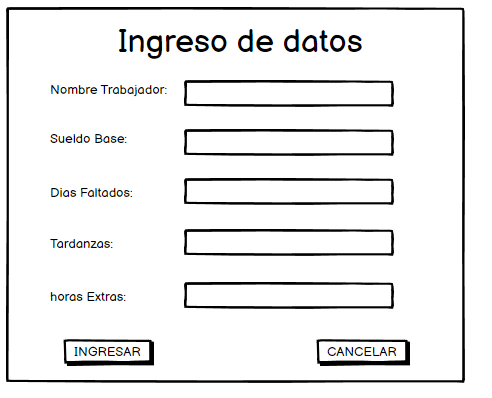 Ingreso de datos
Nombre Trabajador:
Sueldo Base:
Dias Faltados:
Tardanzas:
horas Extras:
INGRESAR CANCELAR